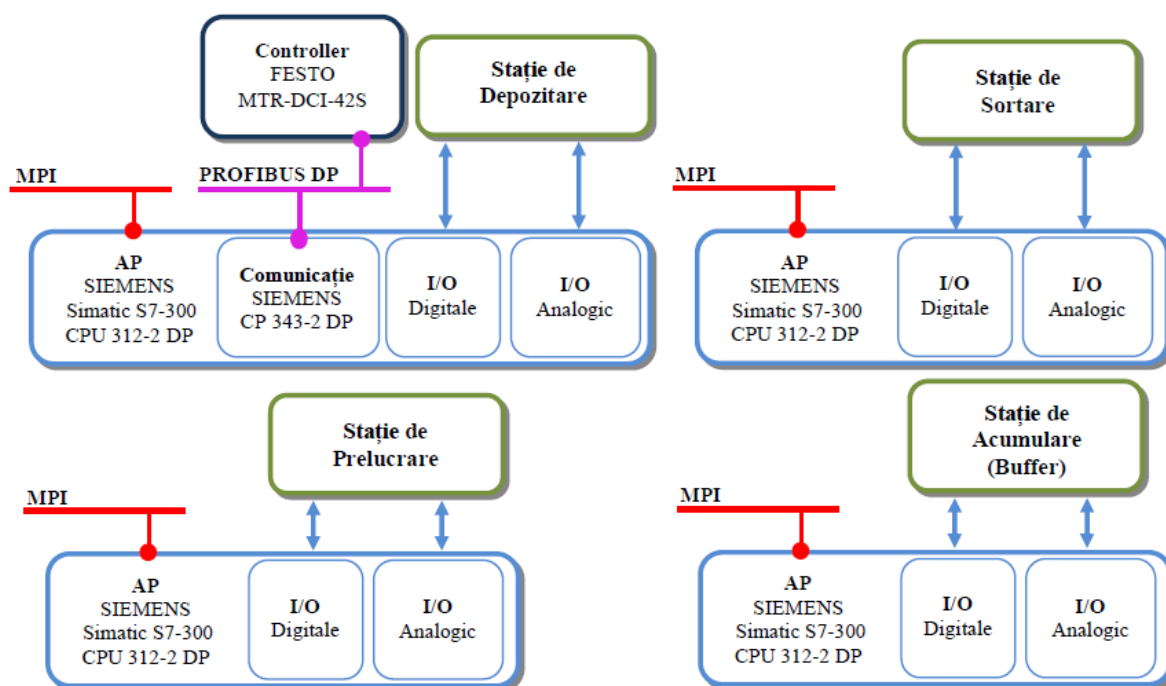 Controller
FESTO
MTR-DCI-42S
Stație de
Depozitare
MPI
PROFIBUS DP
AP
SIEMENS
Simatic S7-300
CPU 312-2 DP
Comunicație
SIEMENS
CP 343-2 DP
I/O
Digitale
I/O
Analogic
Stație de
Sortare
MPI
AP
SIEMENS
Simatic S7-300
CPU 312-2 DP
I/O
Digitale
I/O
Analogic
Stație de
Prelucrare
MPI
AP
SIEMENS
Simatic S7-300
CPU 312-2 DP
I/O
Digitale
I/O
Analogic
Stație de
Acumulare
(Buffer)
MPI
AP
SIEMENS
Simatic S7-300
CPU 312-2 DP
I/O
Digitale
I/O
Analogic